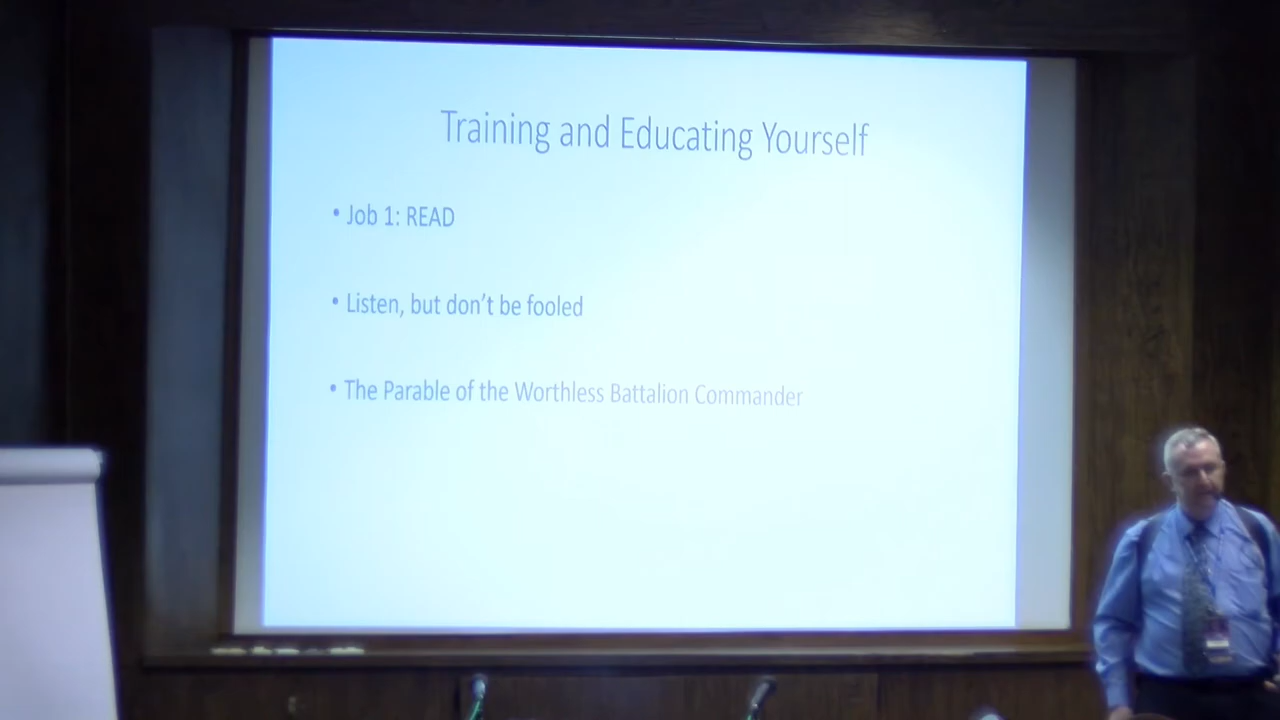 Training and Educating Yourself
• Job 1: READ
• Listen, but don't be fooled
• The Parable of the Worthless Battalion Commander